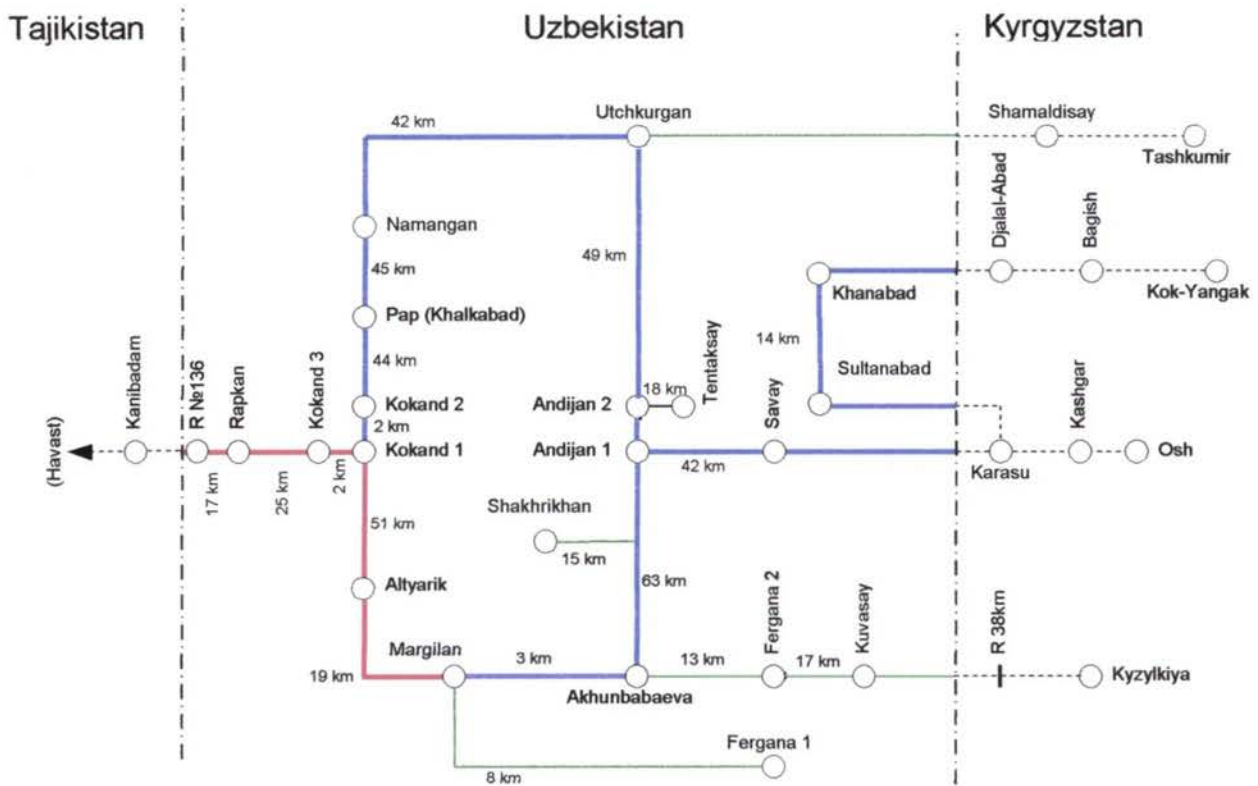 Tajikistan
Uzbekistan
Kyrgyzstan
42 km
Utchkurgan
Shamaldisay
Tashkumir
Namangan
45 km
49 km
Djalal-Abad
Bagish
Khanabad
Kok-Yangak
Pap (Khalkabad)
44 km
14 km
Sultanabad
Kanibadam
R №136
Rapkan
Kokand 3
Kokand 2
2 km
Kokand 1
Andijan 2
18 km
Tentaksay
Savay
Andijan 1
42 km
Kashgar
Karasu
Osh
(Havast)
17 km
25 km
2 km
51 km
Shakhrikhan
15 km
63 km
Altyarik
Margilan
19 km
3 km
Akhunbabaeva
13 km
Fergana 2
17 km
Kuvasay
R 38km
Kyzylkiya
Fergana 1
8 km